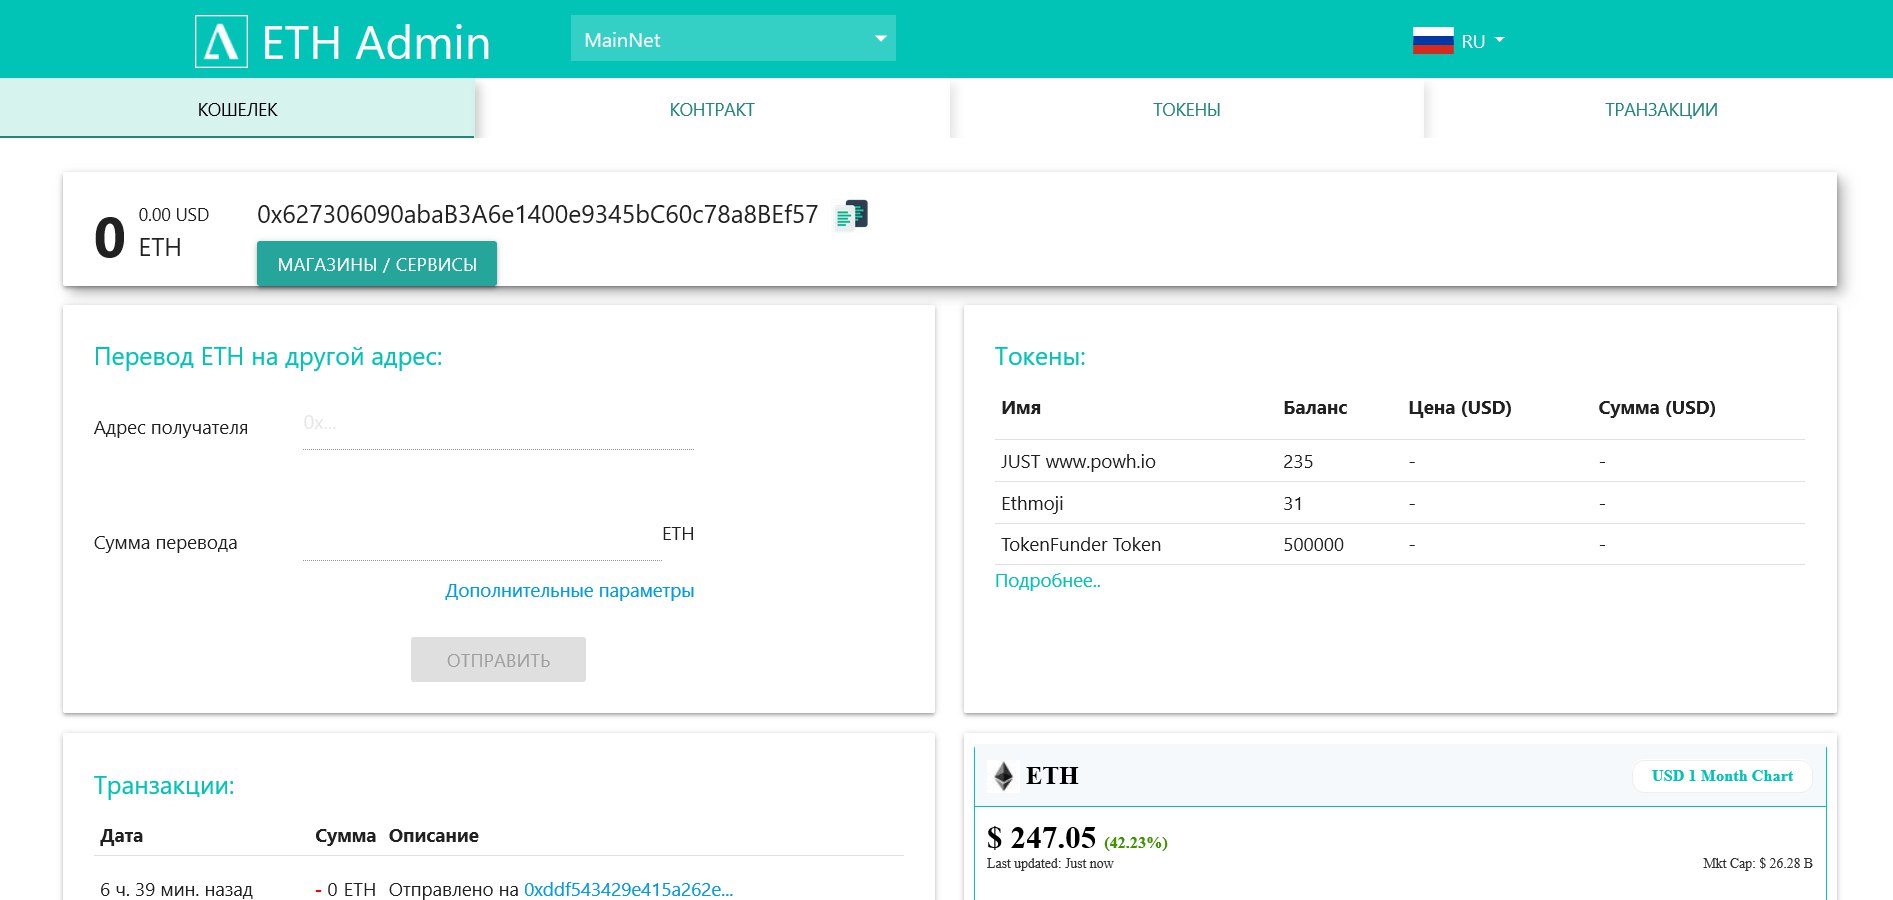 ETH Admin
MainNet
RU
КОШЕЛЕК
КОНТРАКТ
ТОКЕНЫ
ТРАНЗАКЦИИ
0
0.00 USD
ETH
0x627306090abaB3A6e1400e9345bC60c78a8BEf57
МАГАЗИНЫ / СЕРВИСЫ
Перевод ETH на другой адрес:
Адрес получателя
0x...
Сумма перевода
ETH
Дополнительные параметры
ОТПРАВИТЬ
Токены:
Имя Баланс Цена (USD) Сумма (USD)
JUST www.powh.io 235 - -
Ethmoji 31 - -
TokenFunder Token 500000 - -
Подробнее..
Транзакции:
Дата Сумма Описание
6 ч. 39 мин. назад - 0 ETH Отправлено на 0xddf543429e415a262e...
ETH
USD 1 Month Chart
$ 247.05 (42.23%)
Last updated: Just now
Mkt Cap: $ 26.28 B